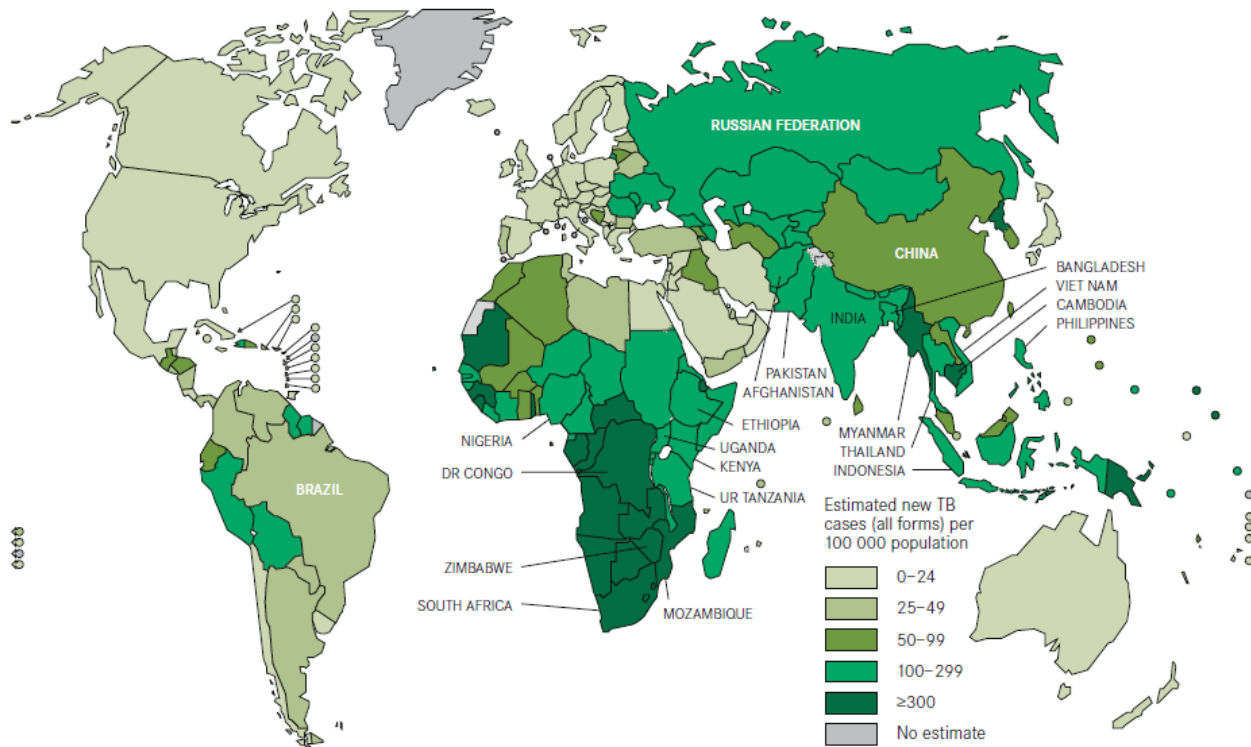 RUSSIAN FEDERATION
CHINA
BANGLADESH
VIET NAM
CAMBODIA
PHILIPPINES
INDIA
PAKISTAN
AFGHANISTAN
ETHIOPIA
NIGERIA
UGANDA
MYANMAR
KENYA
THAILAND
DR CONGO
INDONESIA
BRAZIL
UR TANZANIA
ZIMBABWE
SOUTH AFRICA
MOZAMBIQUE
Estimated new TB
cases (all forms) per
100 000 population
0–24
25–49
50–99
100–299
≥300
No estimate